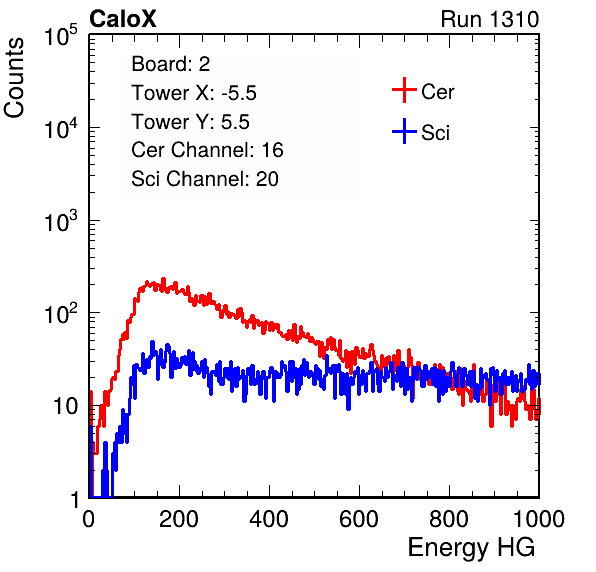 CaloX Run 1310
Counts
10^5
10^4
10^3
10^2
10
1
Board: 2
Tower X: -5.5
Tower Y: 5.5
Cer Channel: 16
Sci Channel: 20
Cer
Sci
0 200 400 600 800 1000
Energy HG